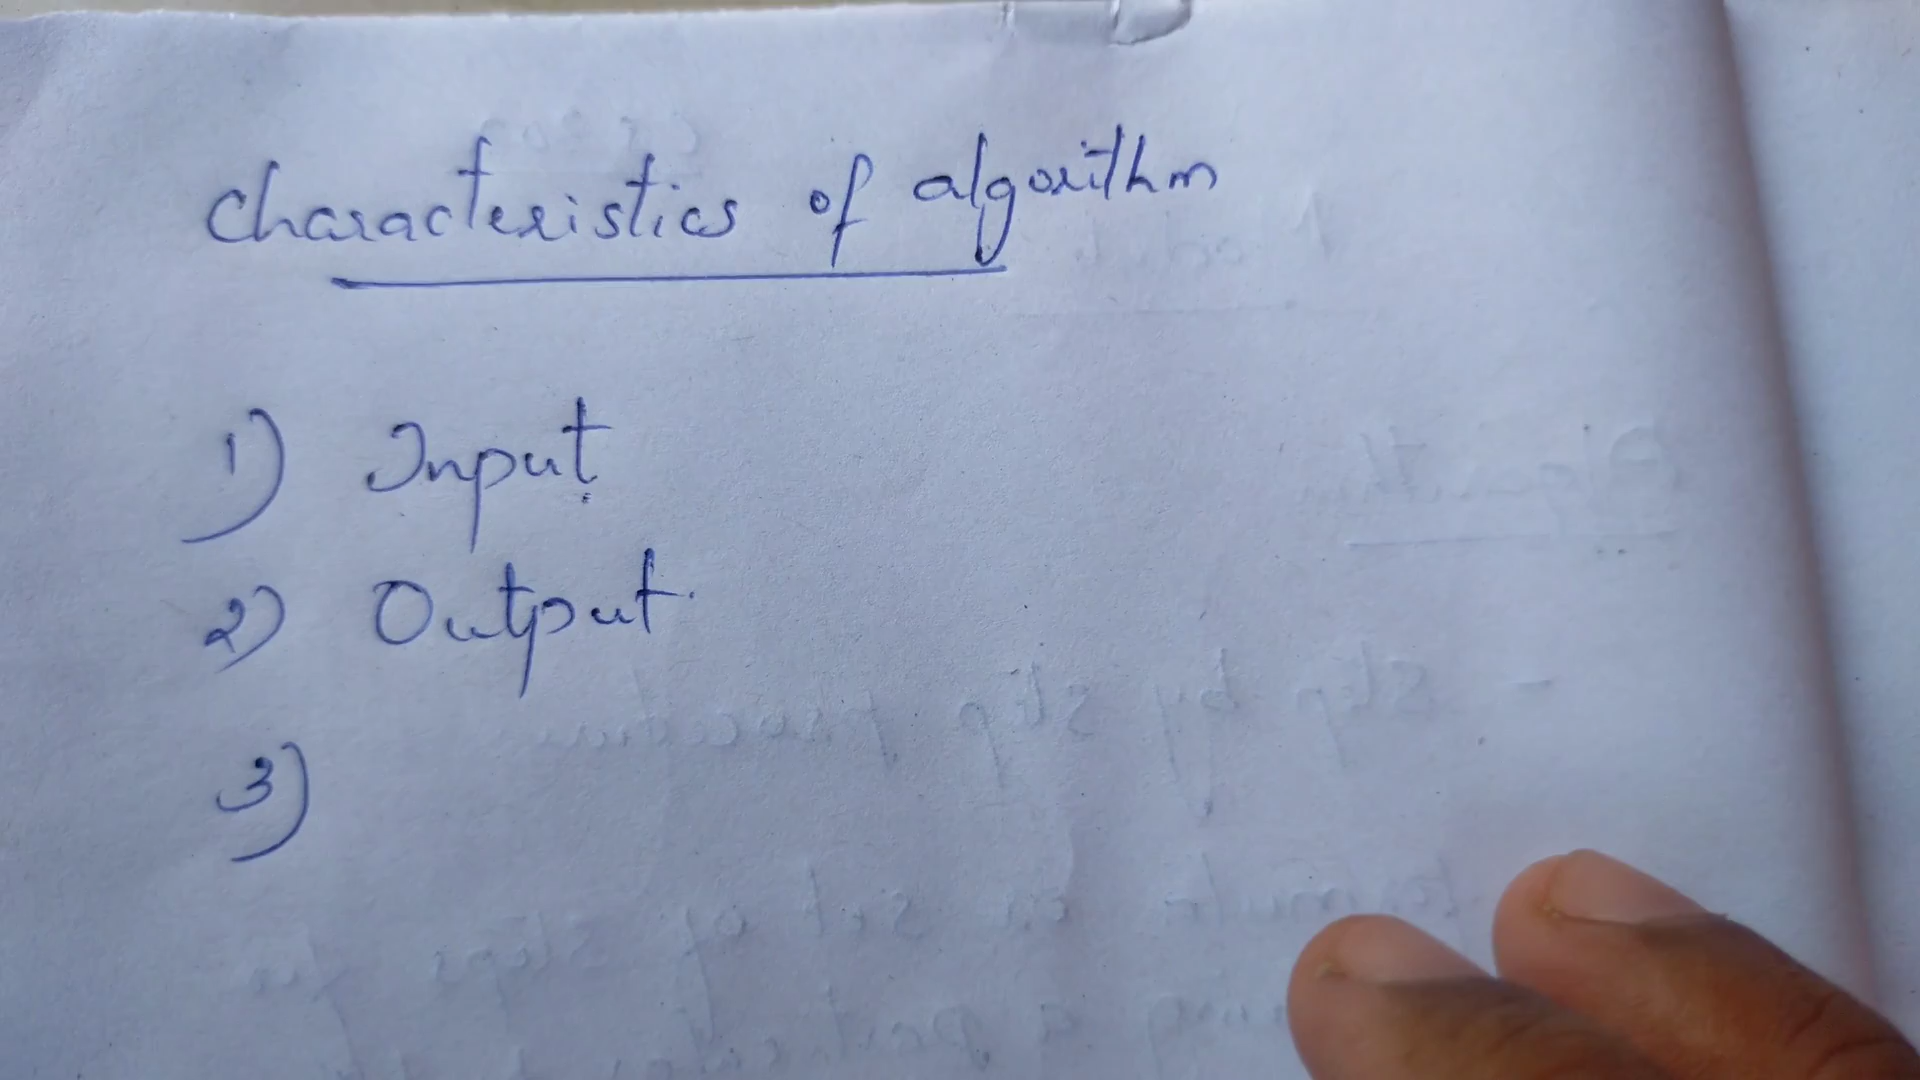 characteristics of algorithm
1) Input
2) Output
3)